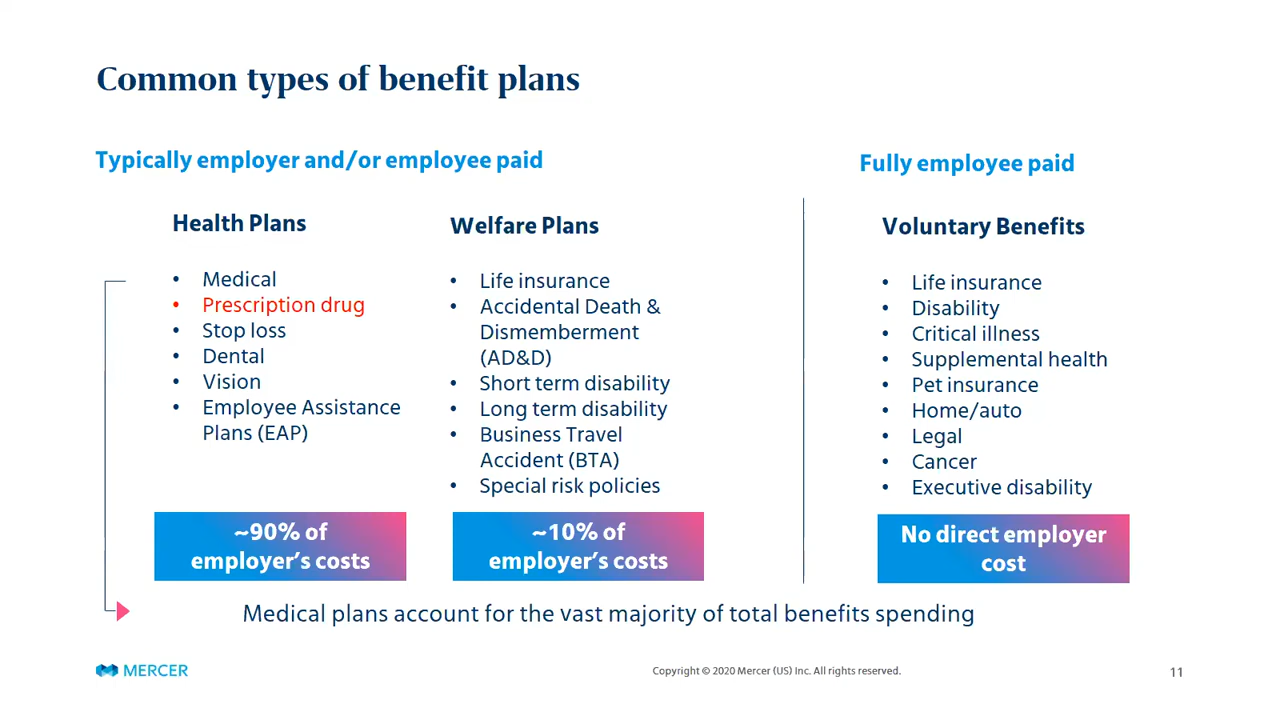 Common types of benefit plans
Typically employer and/or employee paid
Fully employee paid
Health Plans
• Medical
• Prescription drug
• Stop loss
• Dental
• Vision
• Employee Assistance
Plans (EAP)
~90% of
employer's costs
Welfare Plans
• Life insurance
• Accidental Death &
Dismemberment
(AD&D)
• Short term disability
• Long term disability
• Business Travel
Accident (BTA)
• Special risk policies
~10% of
employer's costs
Voluntary Benefits
• Life insurance
• Disability
• Critical illness
• Supplemental health
• Pet insurance
• Home/auto
• Legal
• Cancer
• Executive disability
No direct employer
cost
Medical plans account for the vast majority of total benefits spending
MERCER
Copyright © 2020 Mercer (US) Inc. All rights reserved.
11